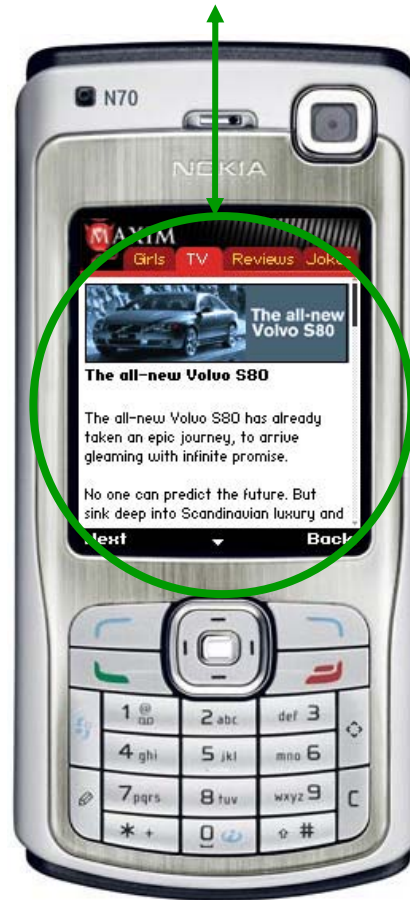 N70
NOKIA
MAXIM
Girls TV Reviews
The all-new
Volvo S80
The all-new Volvo S80
The all-new Volvo S80 has already
taken an epic journey, to arrive
gleaming with infinite promise.
No one can predict the future. But
sink deep into Scandinavian luxury and
Next Back
1 @ 2 abc def 3
4 ghi 5 jkl mno 6
7 pqrs 8 tuv wxyz 9 C
* + 0 #